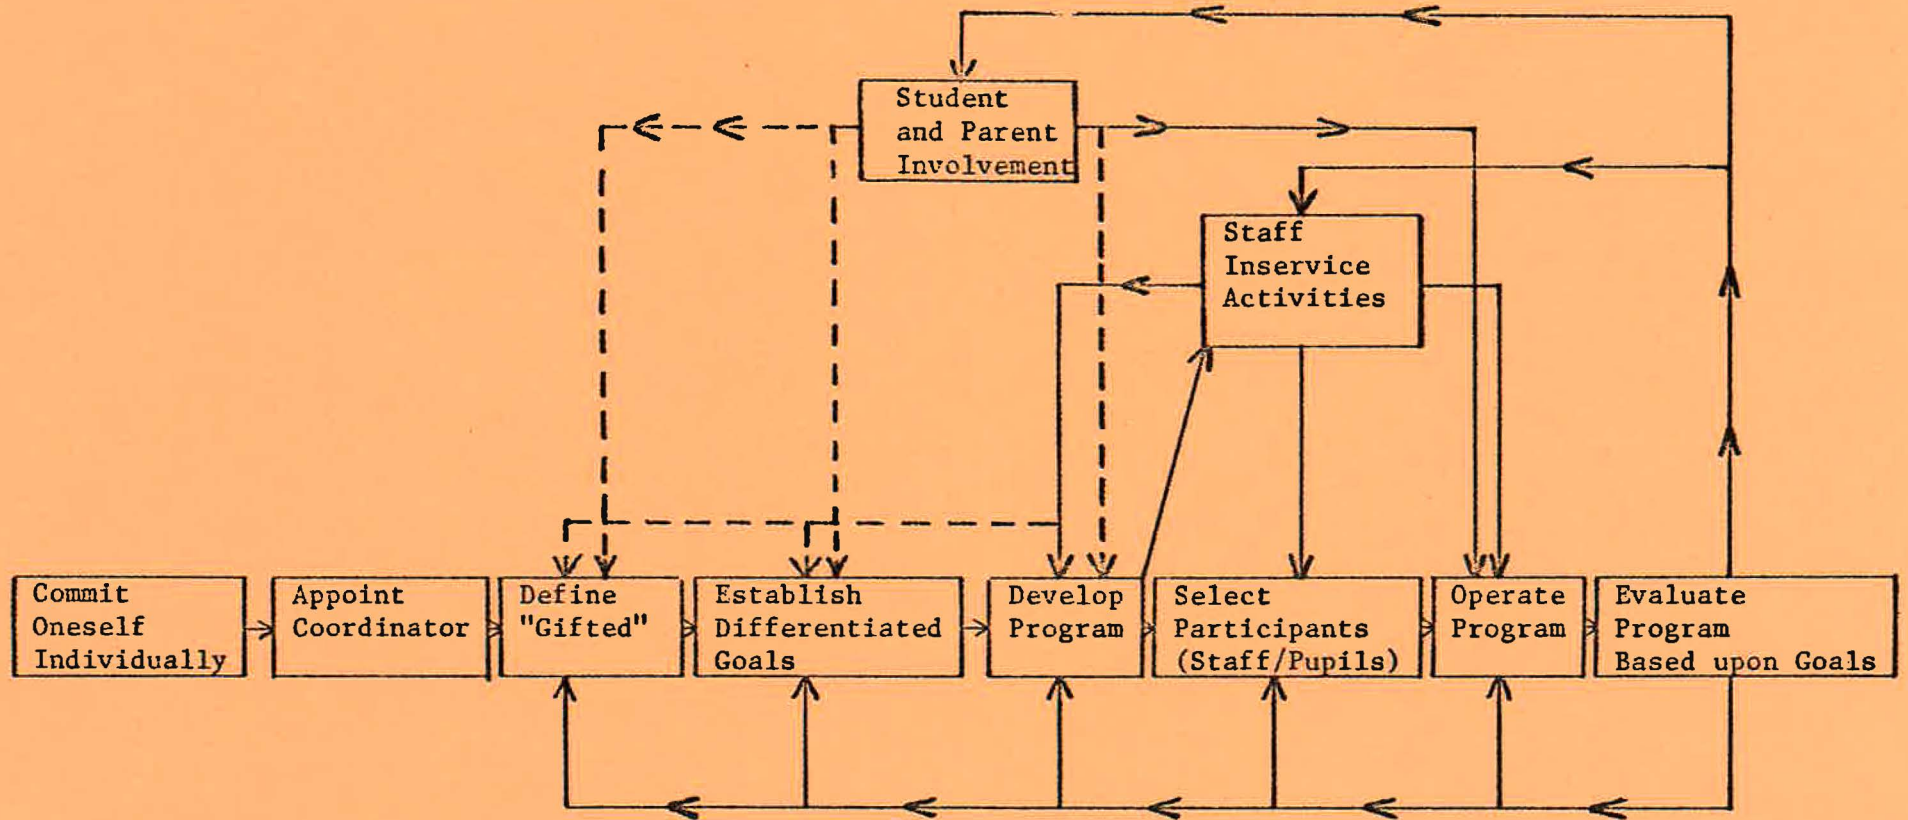 Student
and Parent
Involvement
Staff
Inservice
Activities
Commit
Oneself
Individually
Appoint
Coordinator
Define
"Gifted"
Establish
Differentiated
Goals
Develop
Program
Select
Participants
(Staff/Pupils)
Operate
Program
Evaluate
Program
Based upon Goals